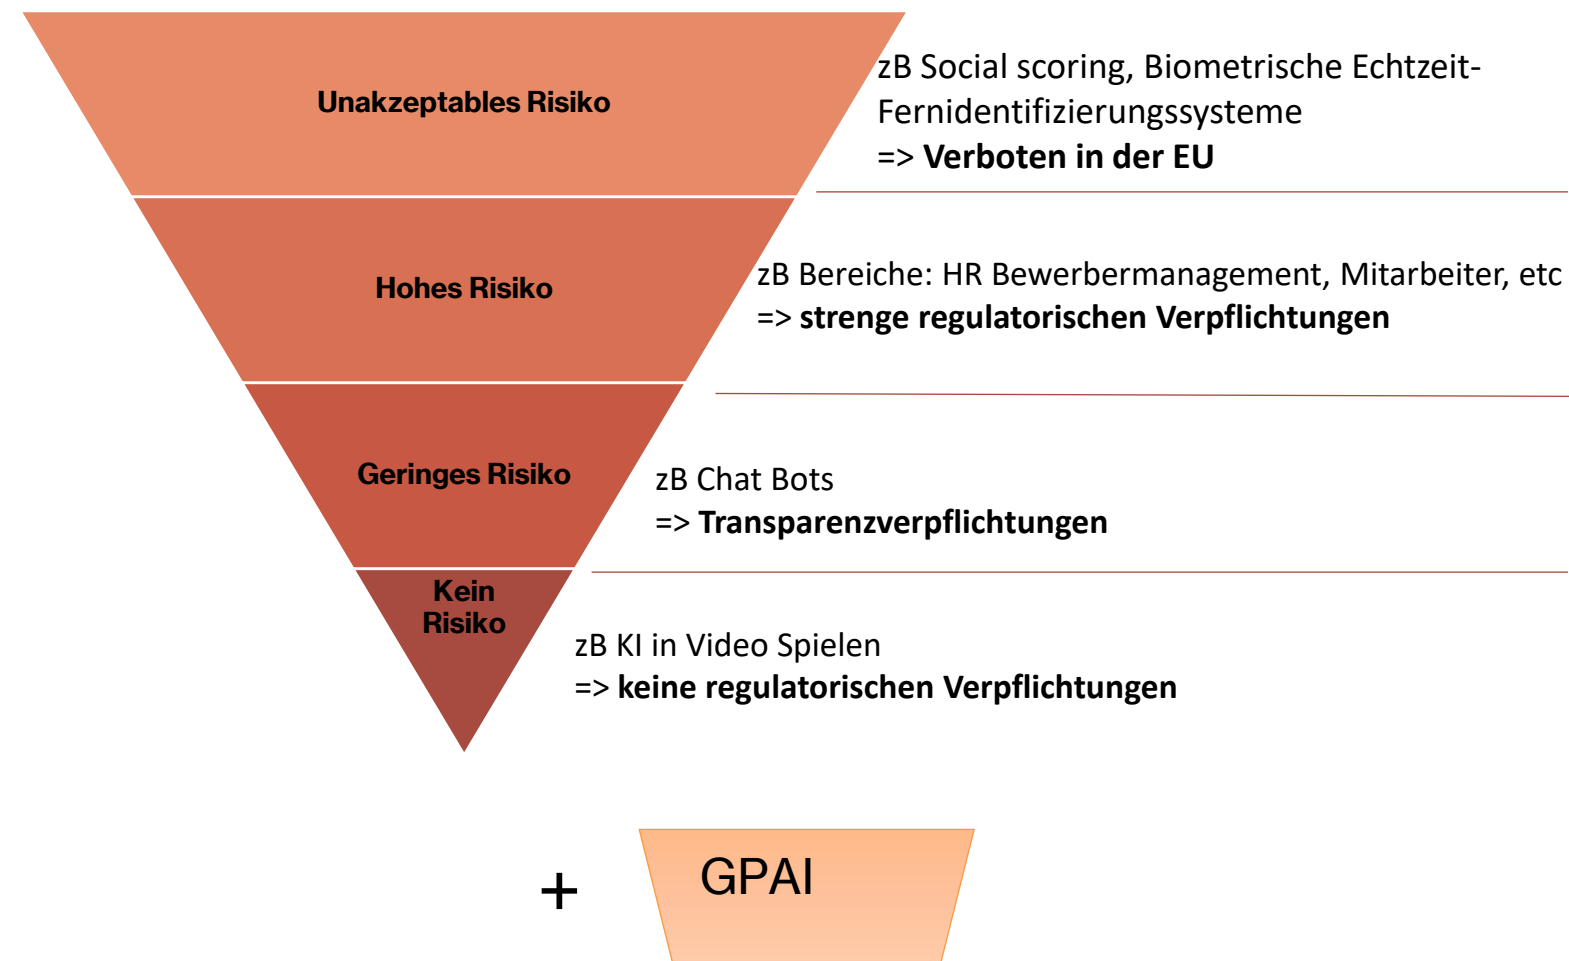 Unakzeptables Risiko
zB Social scoring, Biometrische Echtzeit-
Fernidentifizierungssysteme
=> Verboten in der EU
Hohes Risiko
zB Bereiche: HR Bewerbermanagement, Mitarbeiter, etc
=> strenge regulatorischen Verpflichtungen
Geringes Risiko
zB Chat Bots
=> Transparenzverpflichtungen
Kein
Risiko
zB KI in Video Spielen
=> keine regulatorischen Verpflichtungen
+
GPAI